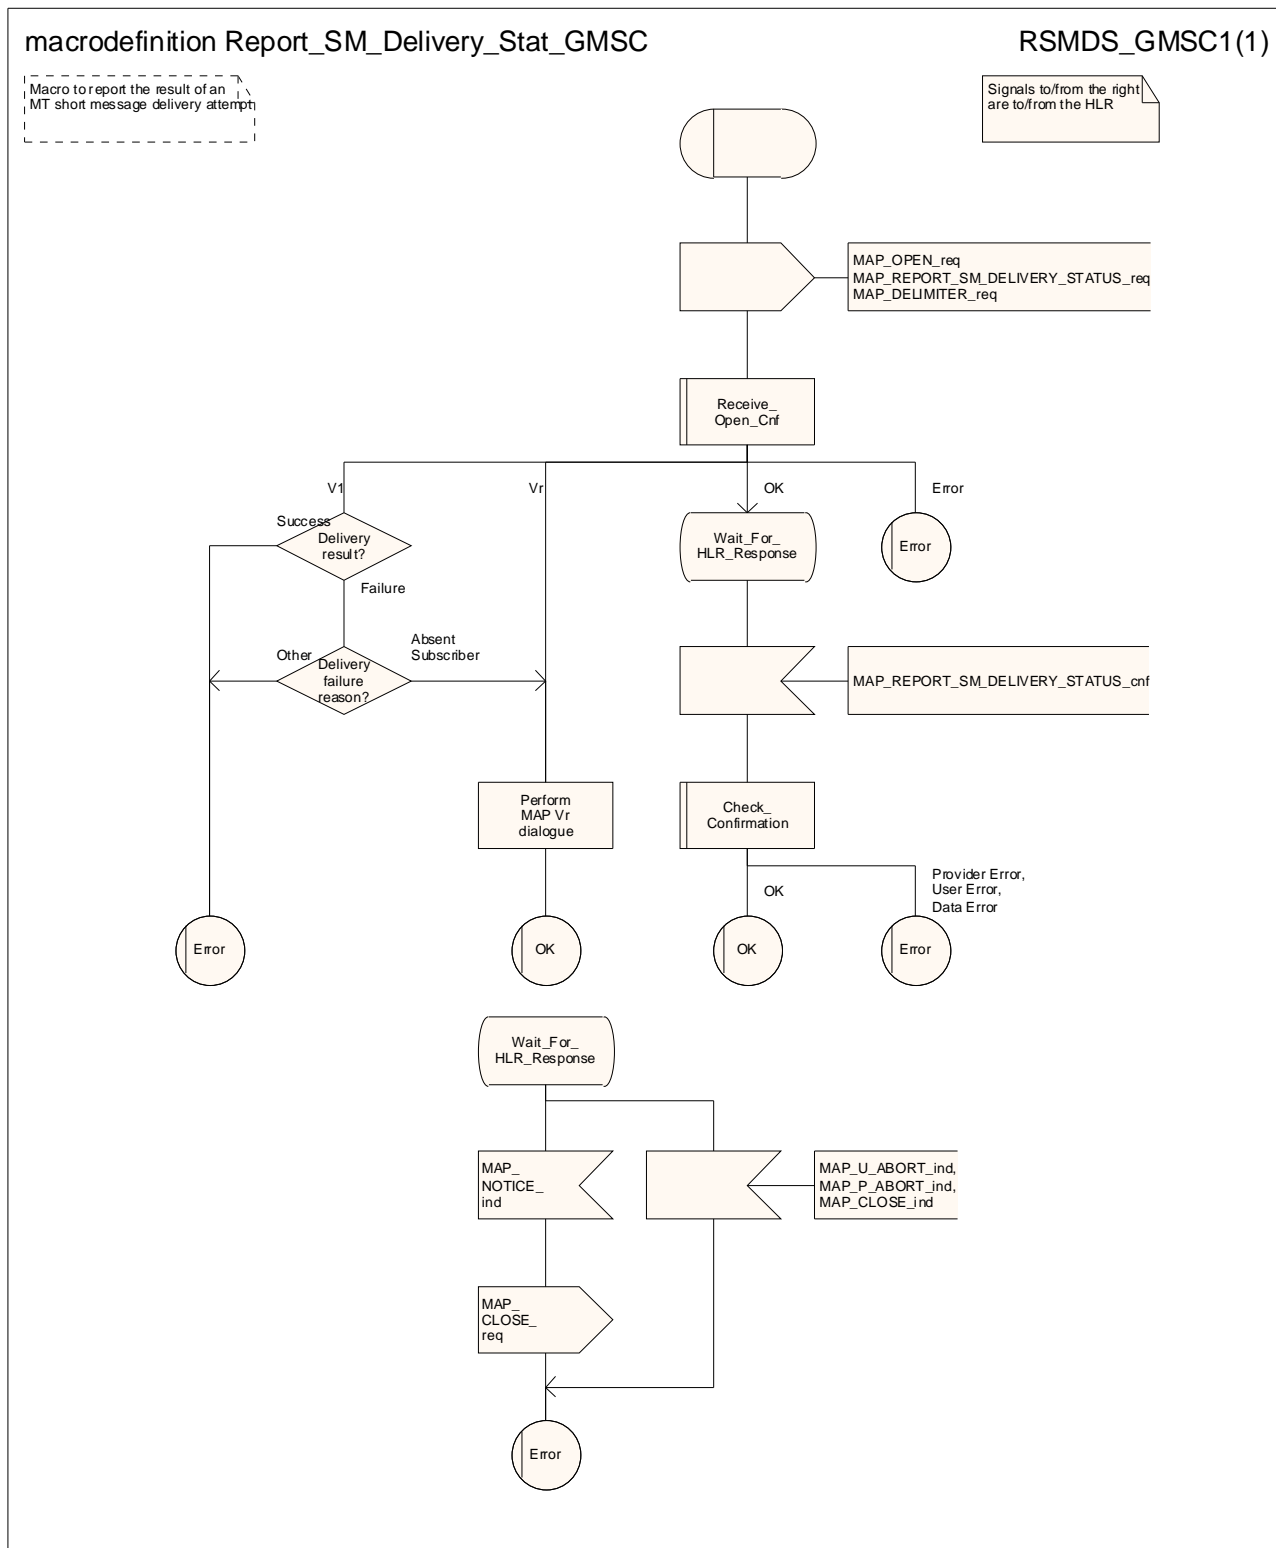 macrodefinition Report_SM_Delivery_Stat_GMSC
RSMDS_GMSC1(1)
Macro to report the result of an
MT short message delivery attempt
Signals to/from the right
are to/from the HLR
MAP_OPEN_req
MAP_REPORT_SM_DELIVERY_STATUS_req
MAP_DELIMITER_req
Receive_
Open_Cnf
V1
Vr
OK
Error
Success
Delivery
result?
Wait_For_
HLR_Response
Error
Failure
Other
Absent
Subscriber
Delivery
failure
reason?
MAP_REPORT_SM_DELIVERY_STATUS_cnf
Perform
MAP Vr
dialogue
Check_
Confirmation
OK
Provider Error,
User Error,
Data Error
Error
OK
OK
Error
Wait_For_
HLR_Response
MAP_
NOTICE_
ind
MAP_U_ABORT_ind,
MAP_P_ABORT_ind,
MAP_CLOSE_ind
MAP_
CLOSE_
req
Error